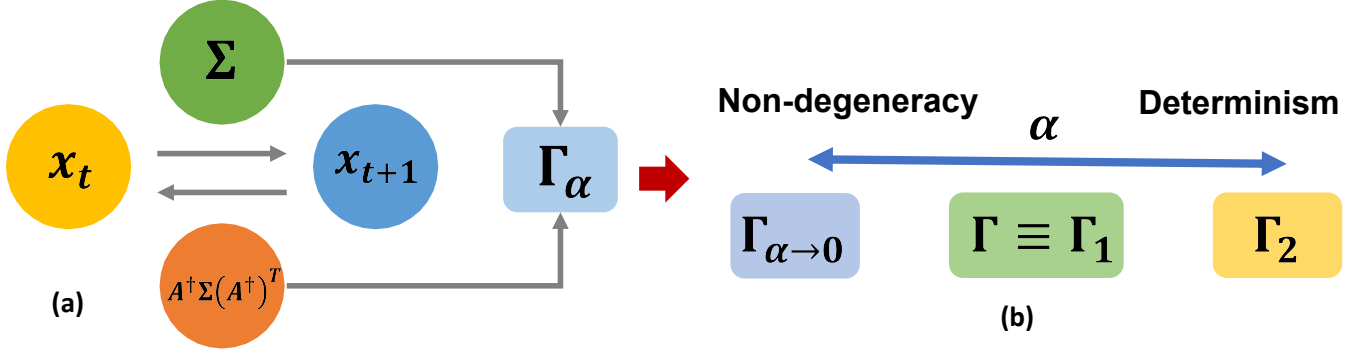 Σ
x_t
x_{t+1}
A†Σ(A†)^T
(a)
Γ_α
Non-degeneracy
Determinism
α
Γ_{α→0}
Γ ≡ Γ_1
Γ_2
(b)